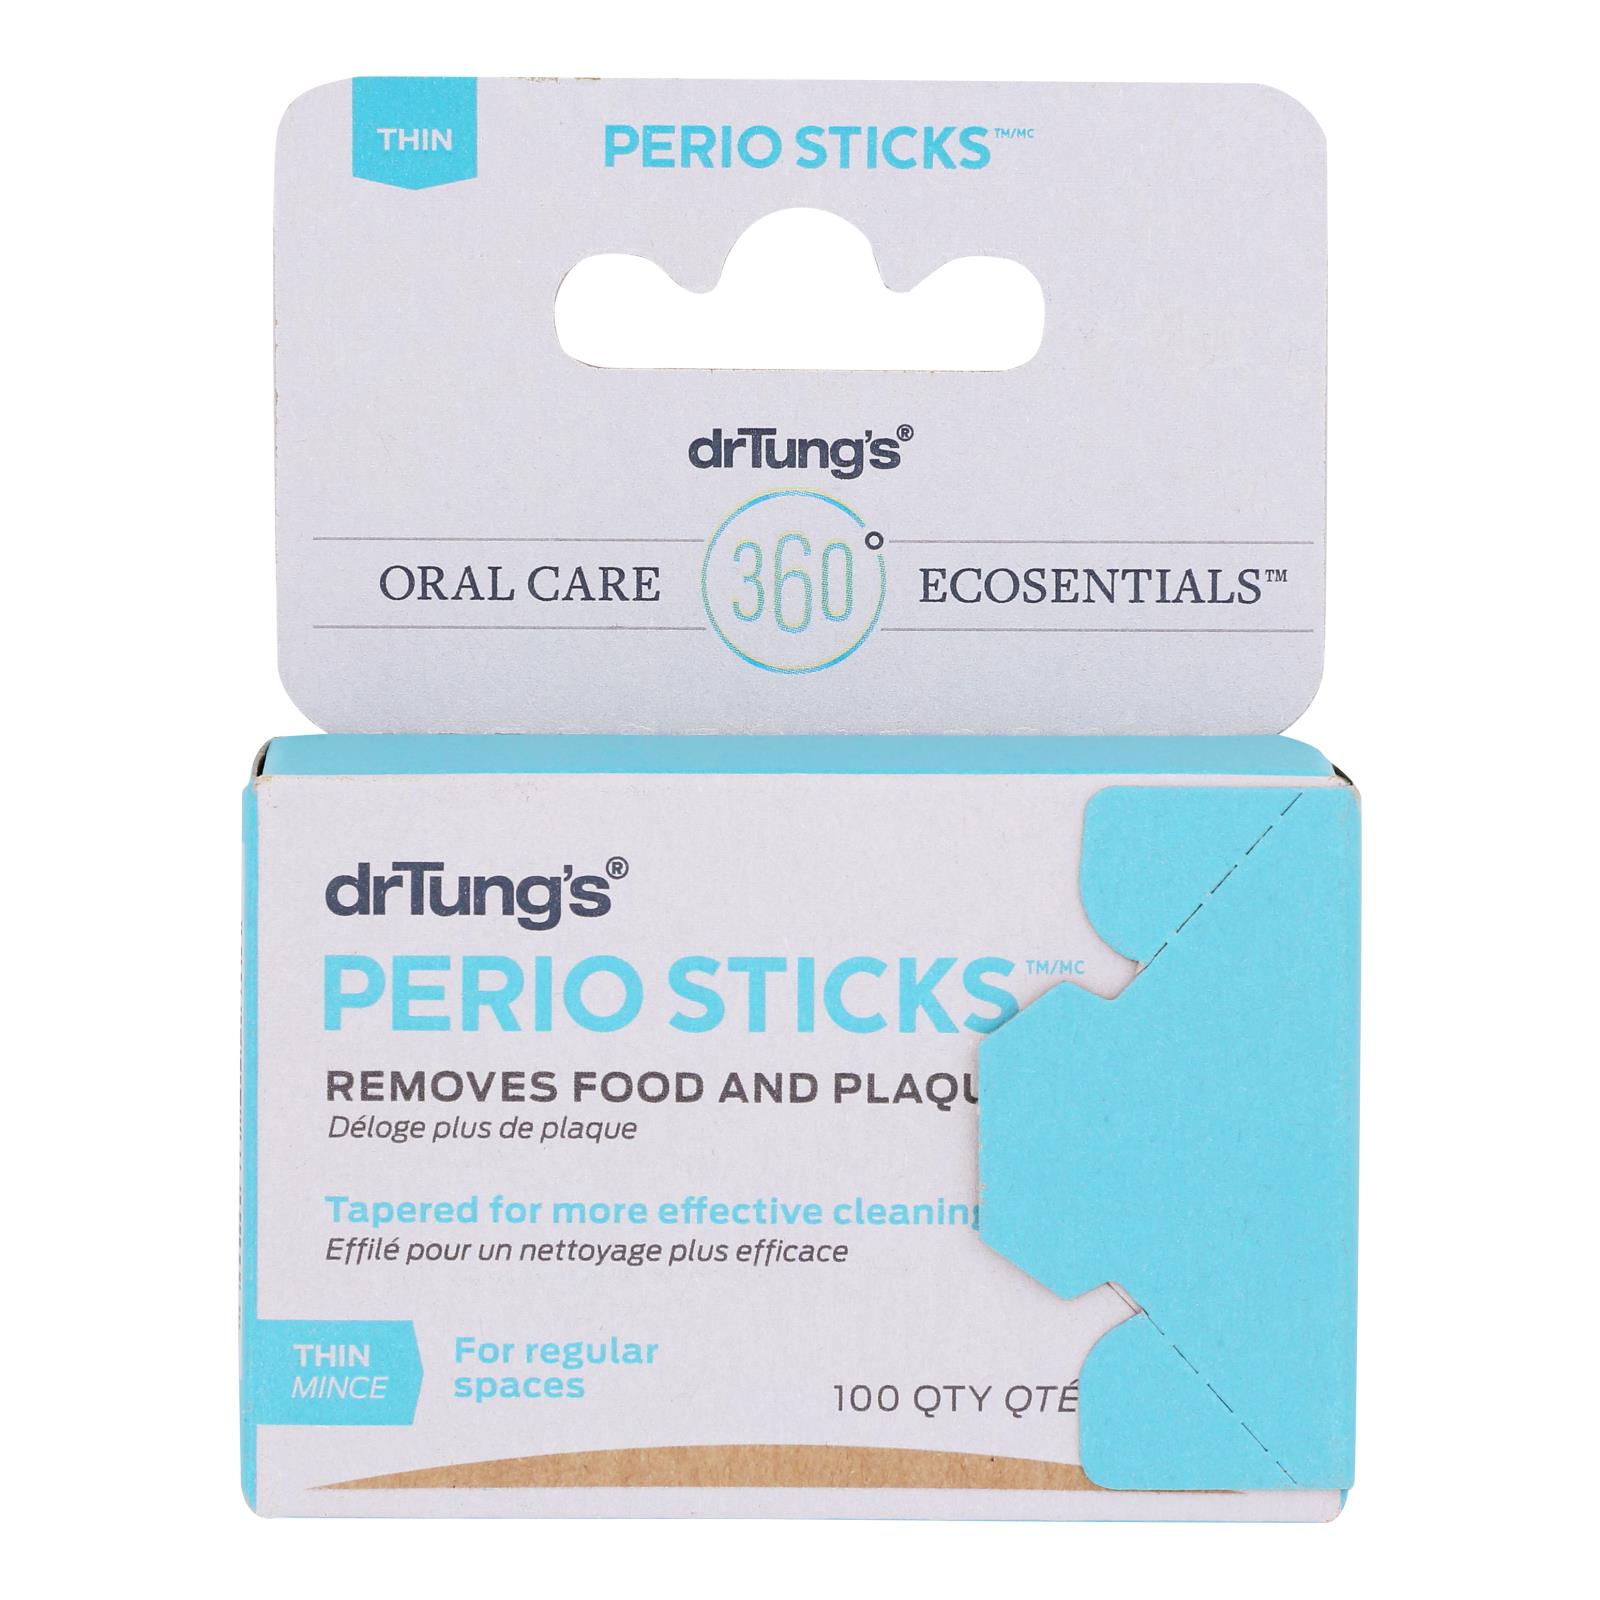 THIN
PERIO STICKS™/MC
drTung's®
ORAL CARE 360° ECOSENTIALS™
drTung's®
PERIO STICKS™/MC
REMOVES FOOD AND PLAQU
Déloge plus de plaque
Tapered for more effective cleaning
Effilé pour un nettoyage plus efficace
THIN
MINCE
For regular
spaces
100 QTY QTÉ